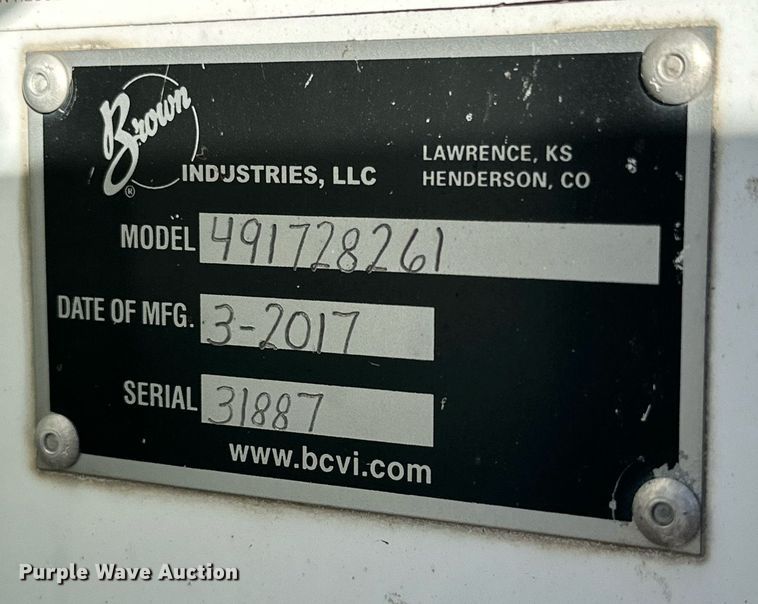 Brown ®
INDUSTRIES, LLC
LAWRENCE, KS
HENDERSON, CO
MODEL 491728261
DATE OF MFG. 3-2017
SERIAL 31887
www.bcvi.com
Purple Wave Auction